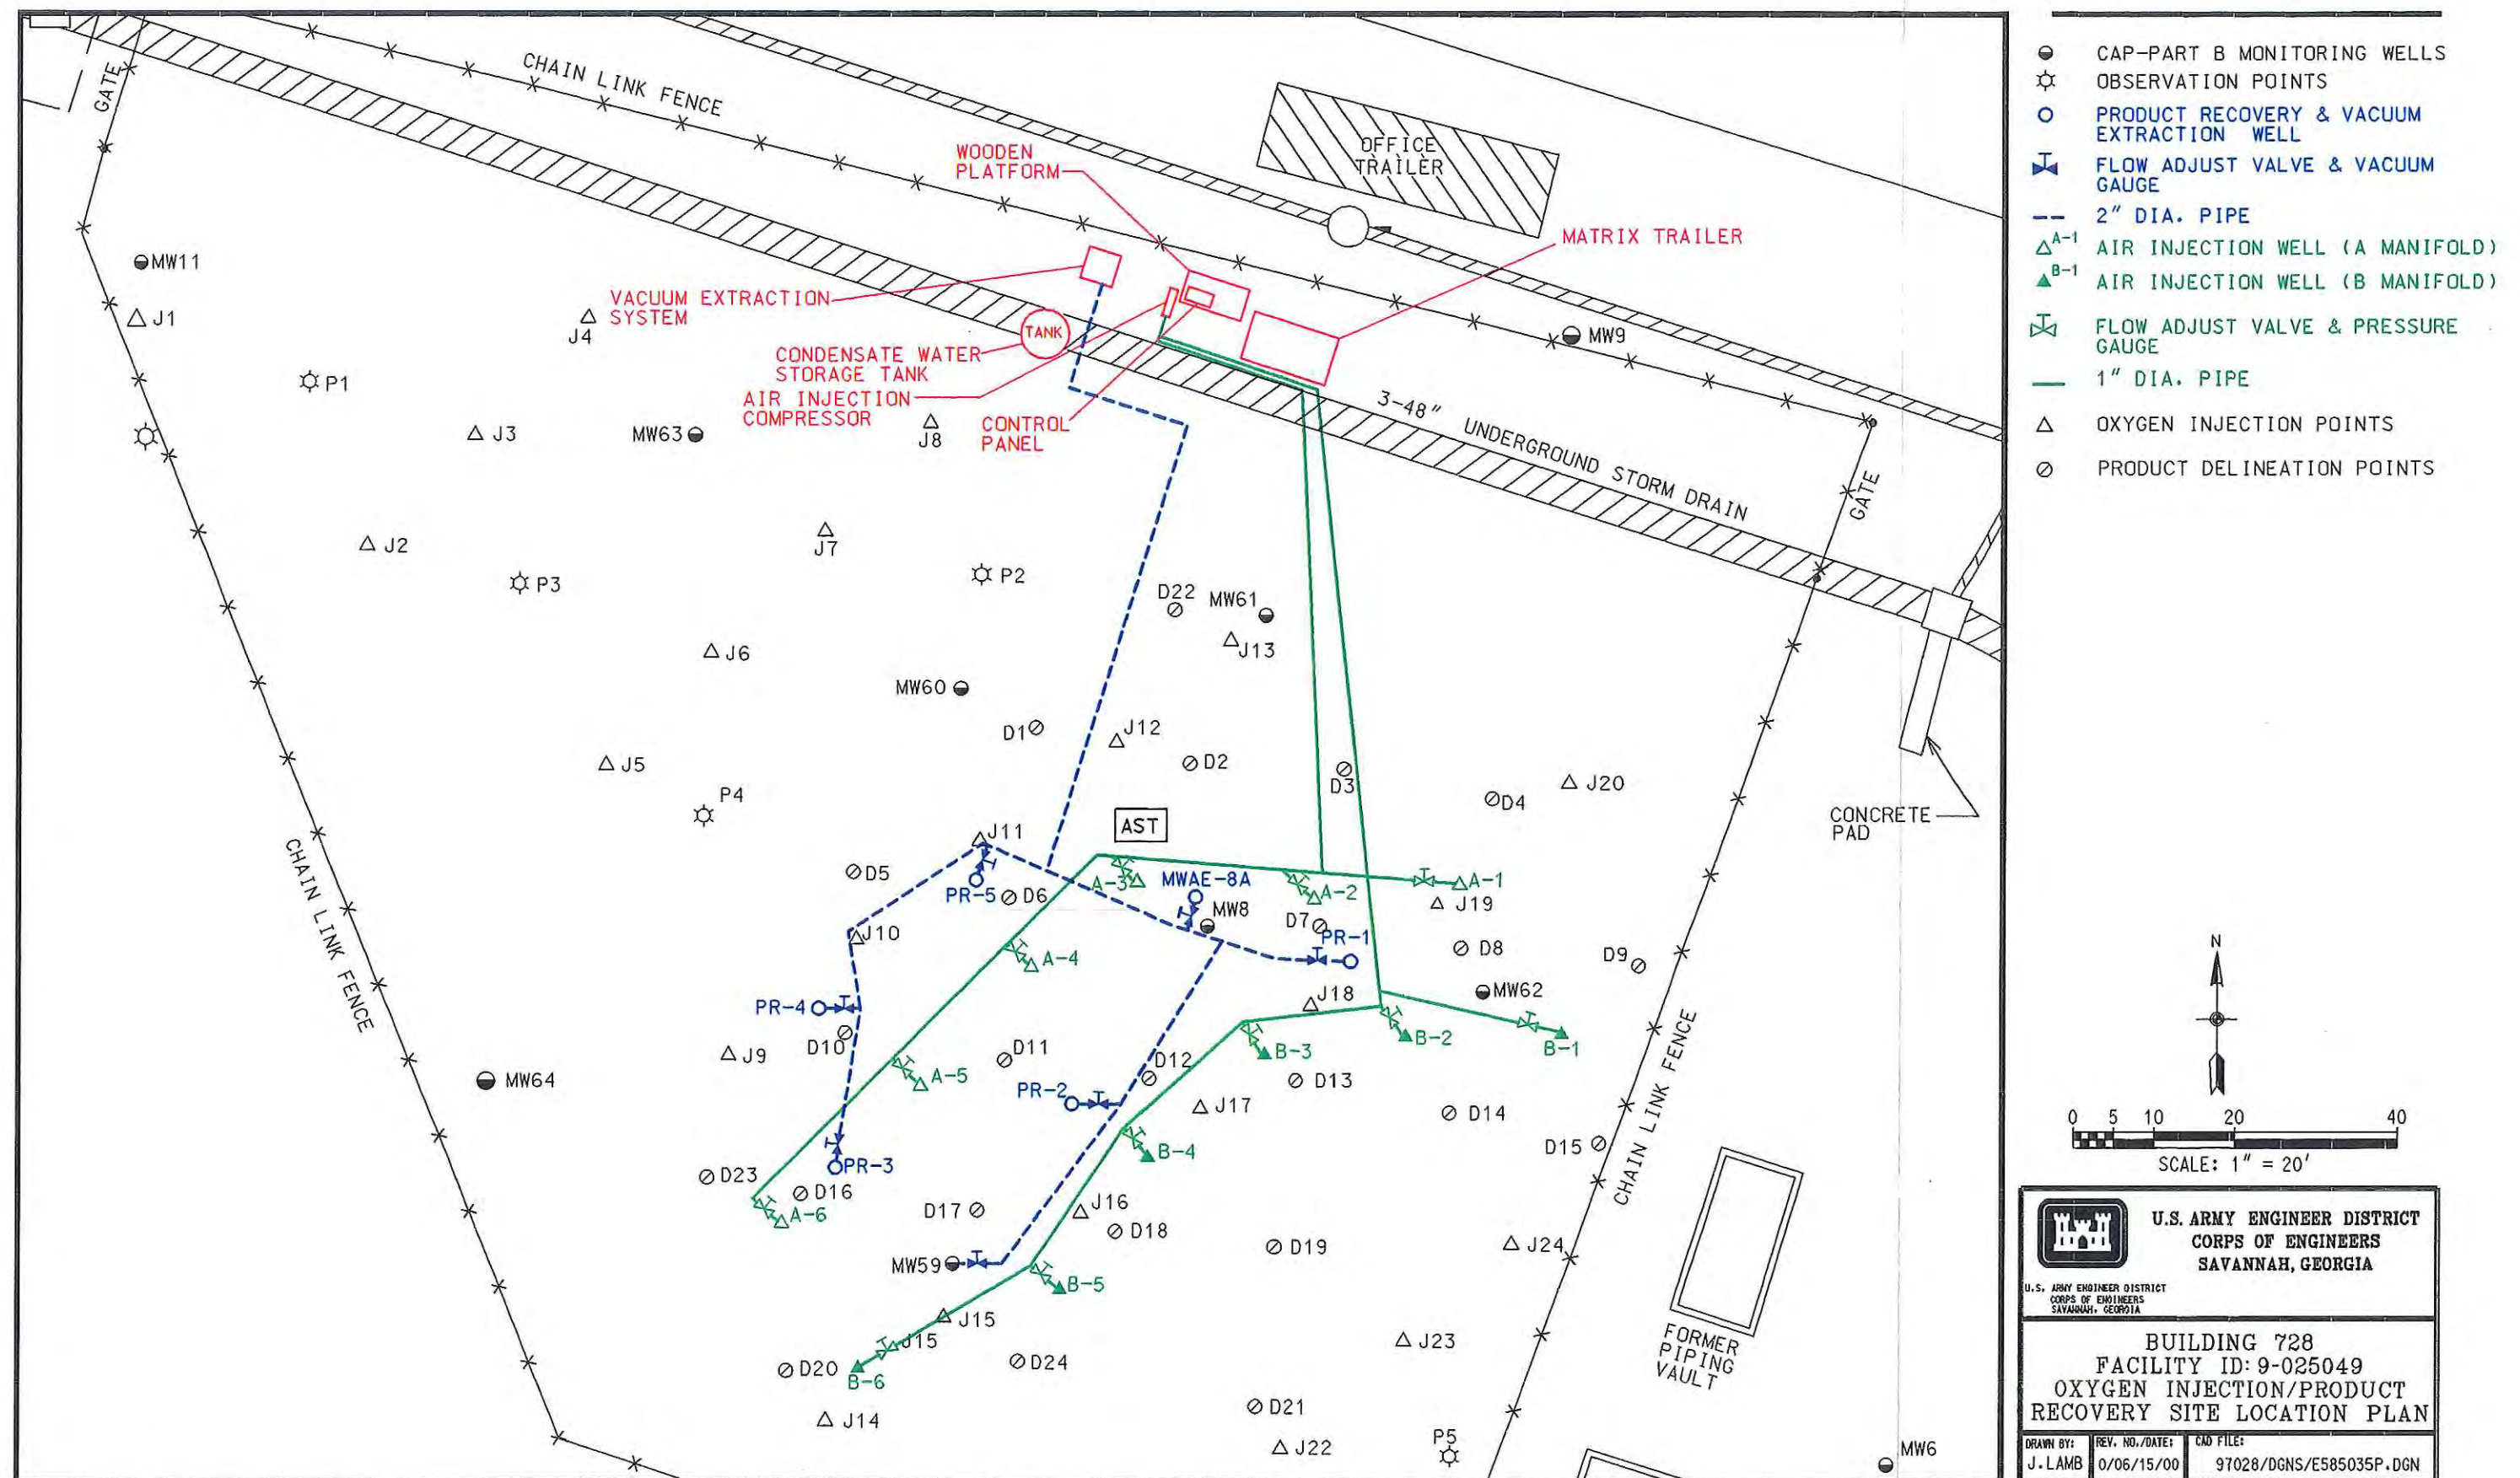 GATE
CHAIN LINK FENCE
OFFICE
TRAILER
WOODEN
PLATFORM
MATRIX TRAILER
MW11
J1
J4
VACUUM EXTRACTION
SYSTEM
TANK
CONDENSATE WATER
STORAGE TANK
AIR INJECTION
COMPRESSOR
CONTROL
PANEL
MW9
P1
J3
MW63
J8
3-48" UNDERGROUND STORM DRAIN
GATE
J2
J7
P3
P2
D22
MW61
J13
J6
MW60
D1
J12
D2
D3
J5
P4
D4
J20
CONCRETE
PAD
AST
J11
CHAIN LINK FENCE
D5
PR-5
D6
A-3
MWAE-8A
A-2
A-1
J19
MW8
D7
PR-1
J10
A-4
D8
D9
PR-4
J18
MW62
D10
J9
D11
D12
B-3
B-2
B-1
MW64
A-5
PR-2
D13
J17
D14
CHAIN LINK FENCE
D15
B-4
PR-3
D23
D16
A-6
D17
J16
D18
D19
J24
MW59
B-5
J15
J15
J23
FORMER
PIPING
VAULT
D20
B-6
D24
J14
D21
J22
P5
MW6
CAP-PART B MONITORING WELLS
OBSERVATION POINTS
PRODUCT RECOVERY & VACUUM
EXTRACTION WELL
FLOW ADJUST VALVE & VACUUM
GAUGE
2" DIA. PIPE
A-1 AIR INJECTION WELL (A MANIFOLD)
B-1 AIR INJECTION WELL (B MANIFOLD)
FLOW ADJUST VALVE & PRESSURE
GAUGE
1" DIA. PIPE
OXYGEN INJECTION POINTS
PRODUCT DELINEATION POINTS
N
0 5 10 20 40
SCALE: 1" = 20'
U.S. ARMY ENGINEER DISTRICT
CORPS OF ENGINEERS
SAVANNAH, GEORGIA
U.S. ARMY ENGINEER DISTRICT
CORPS OF ENGINEERS
SAVANNAH, GEORGIA
BUILDING 728
FACILITY ID: 9-025049
OXYGEN INJECTION/PRODUCT
RECOVERY SITE LOCATION PLAN
DRAWN BY:
J. LAMB
REV. NO./DATE:
0/06/15/00
CAD FILE:
97028/DGNS/E585035P.DGN